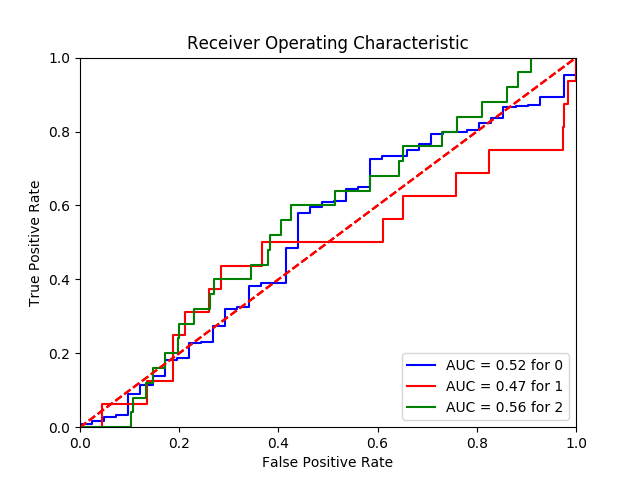 Receiver Operating Characteristic
True Positive Rate
1.0
0.8
0.6
0.4
0.2
0.0
AUC = 0.52 for 0
AUC = 0.47 for 1
AUC = 0.56 for 2
0.0 0.2 0.4 0.6 0.8 1.0
False Positive Rate